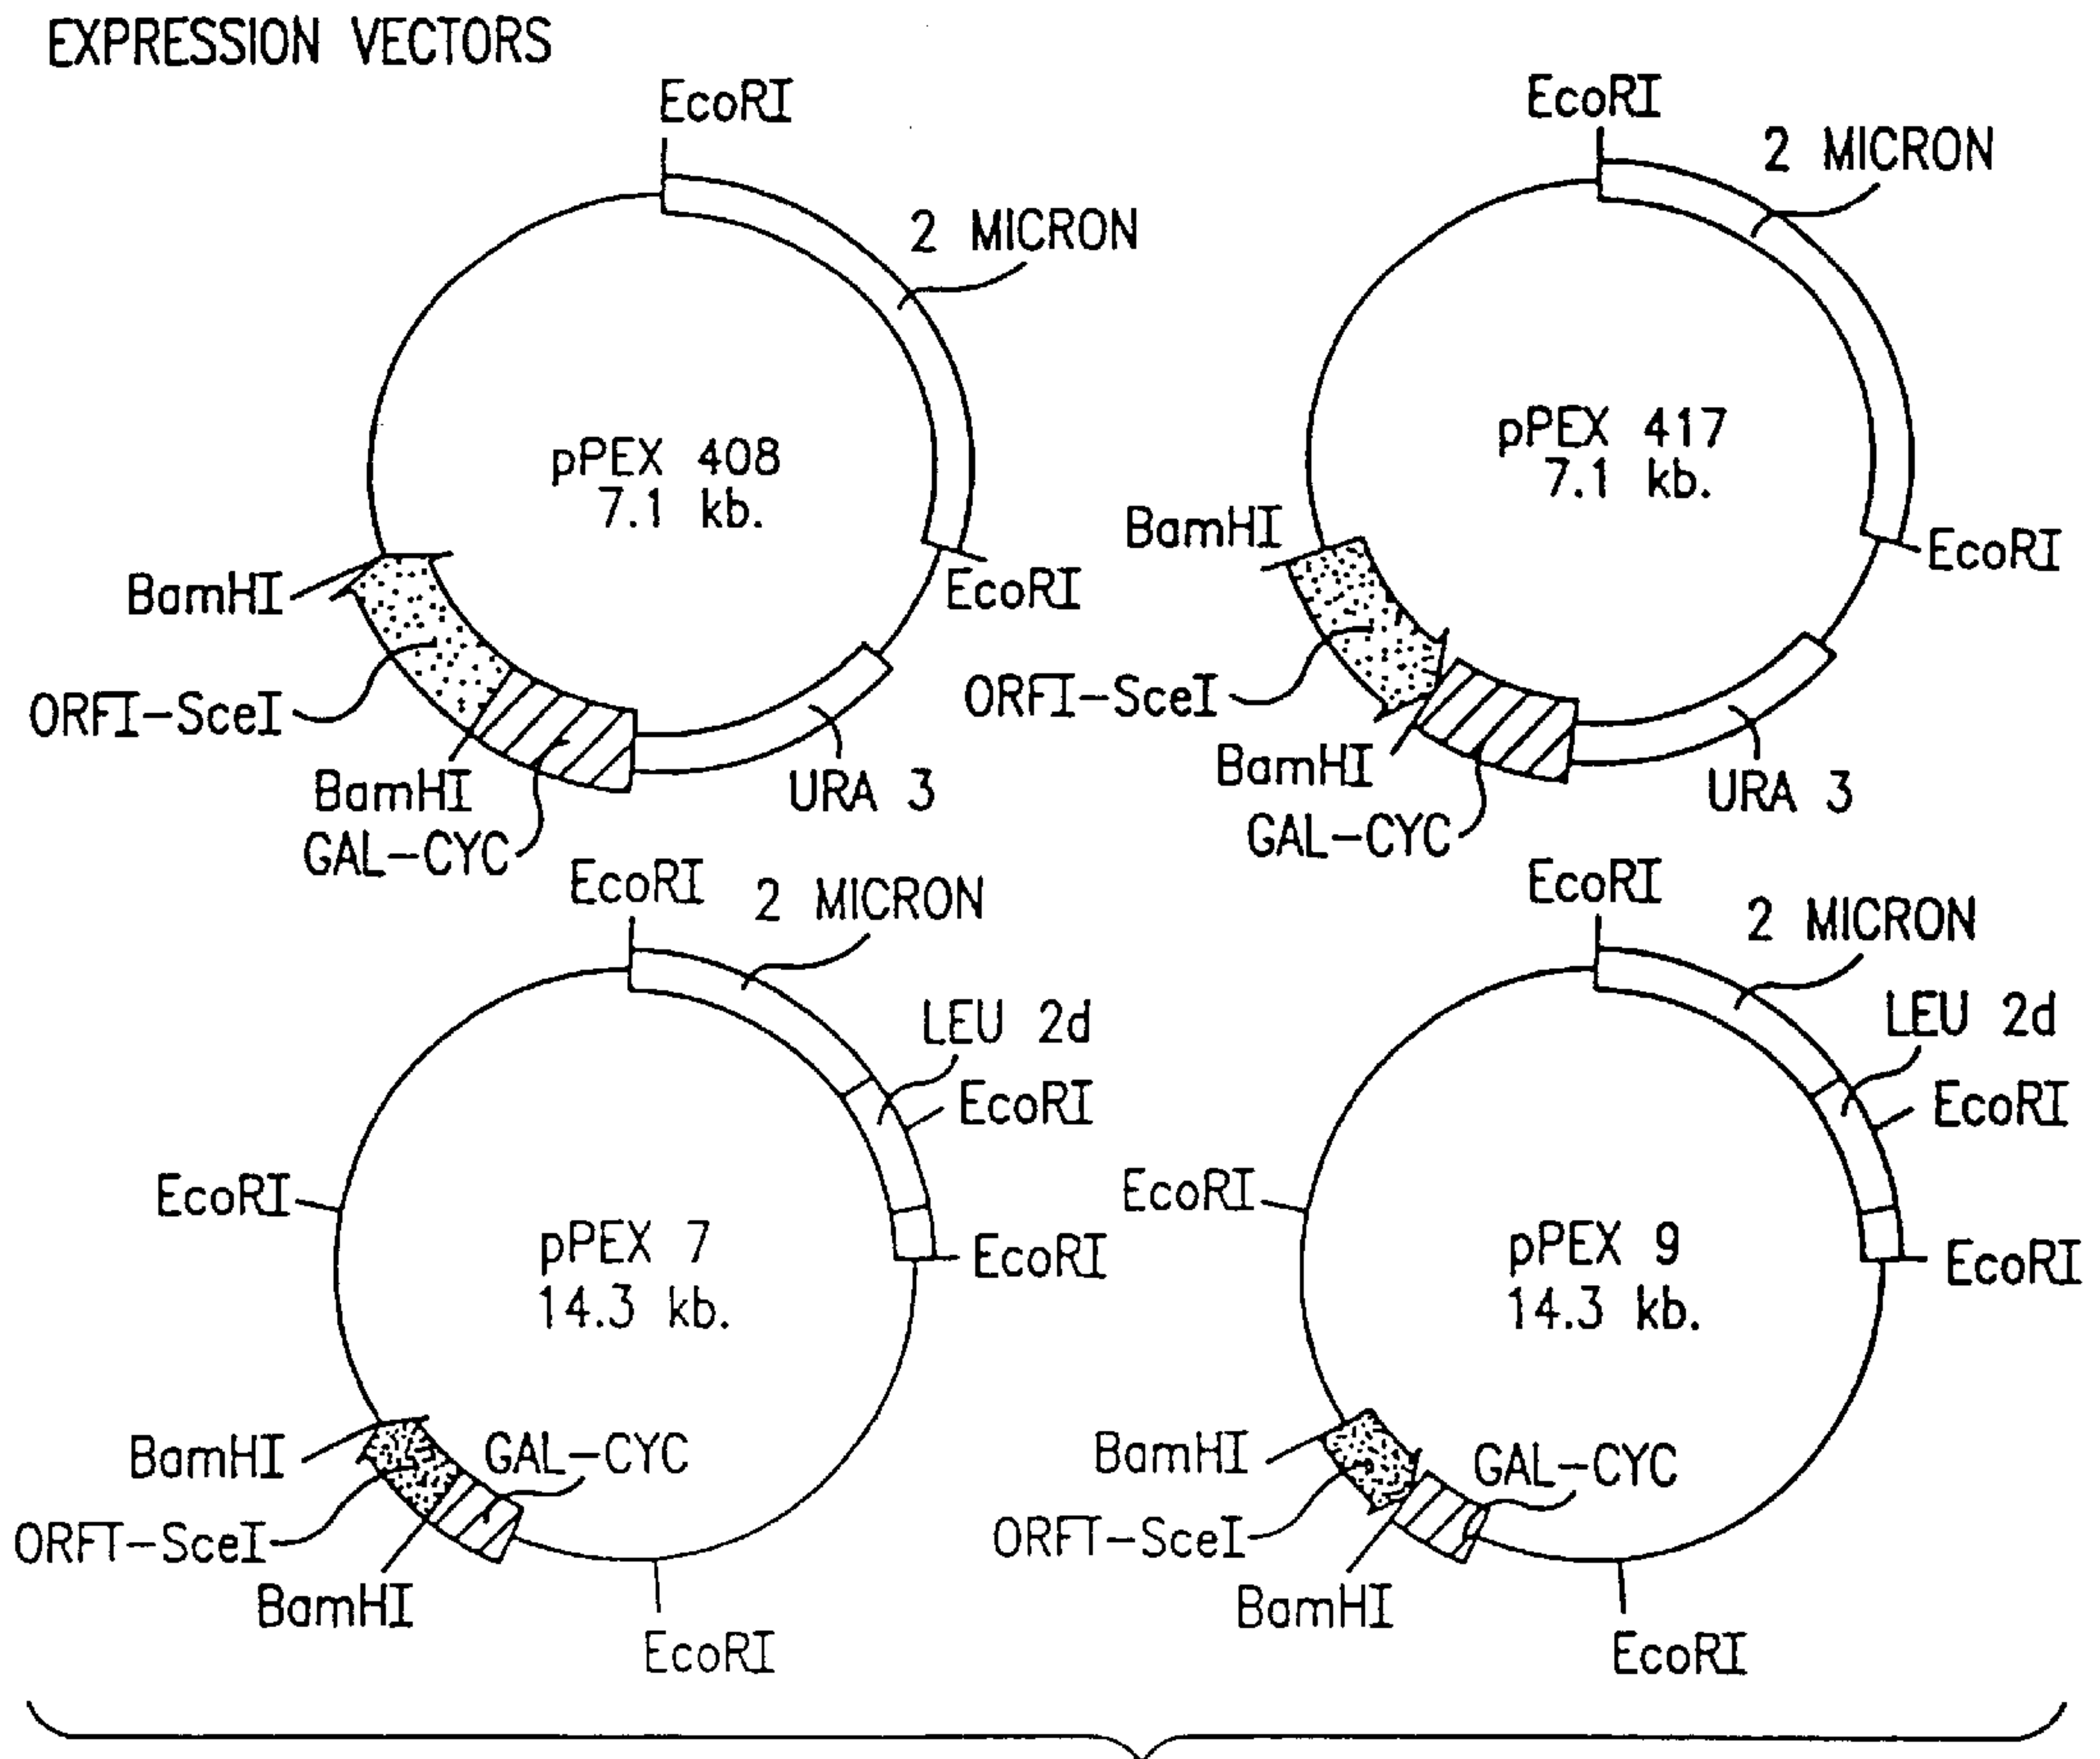 EXPRESSION VECTORS
EcoRI
2 MICRON
pPEX 408
7.1 kb.
BamHI
EcoRI
ORFI-SceI
BamHI
URA 3
GAL-CYC
EcoRI
2 MICRON
pPEX 417
7.1 kb.
BamHI
EcoRI
ORFI-SceI
BamHI
URA 3
GAL-CYC
EcoRI
2 MICRON
LEU 2d
EcoRI
EcoRI
pPEX 7
14.3 kb.
EcoRI
BamHI
GAL-CYC
ORFI-SceI
BamHI
EcoRI
EcoRI
2 MICRON
LEU 2d
EcoRI
EcoRI
pPEX 9
14.3 kb.
EcoRI
BamHI
GAL-CYC
ORFI-SceI
BamHI
EcoRI